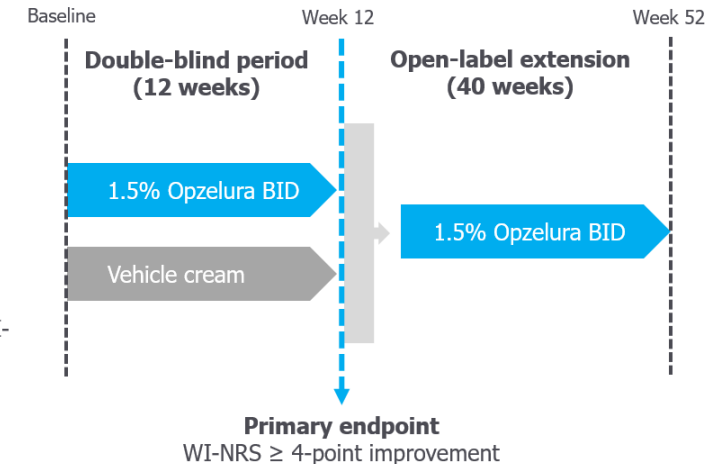 Baseline
Week 12
Week 52
Double-blind period
(12 weeks)
Open-label extension
(40 weeks)
1.5% Opzelura BID
1.5% Opzelura BID
Vehicle cream
Primary endpoint
WI-NRS ≥ 4-point improvement